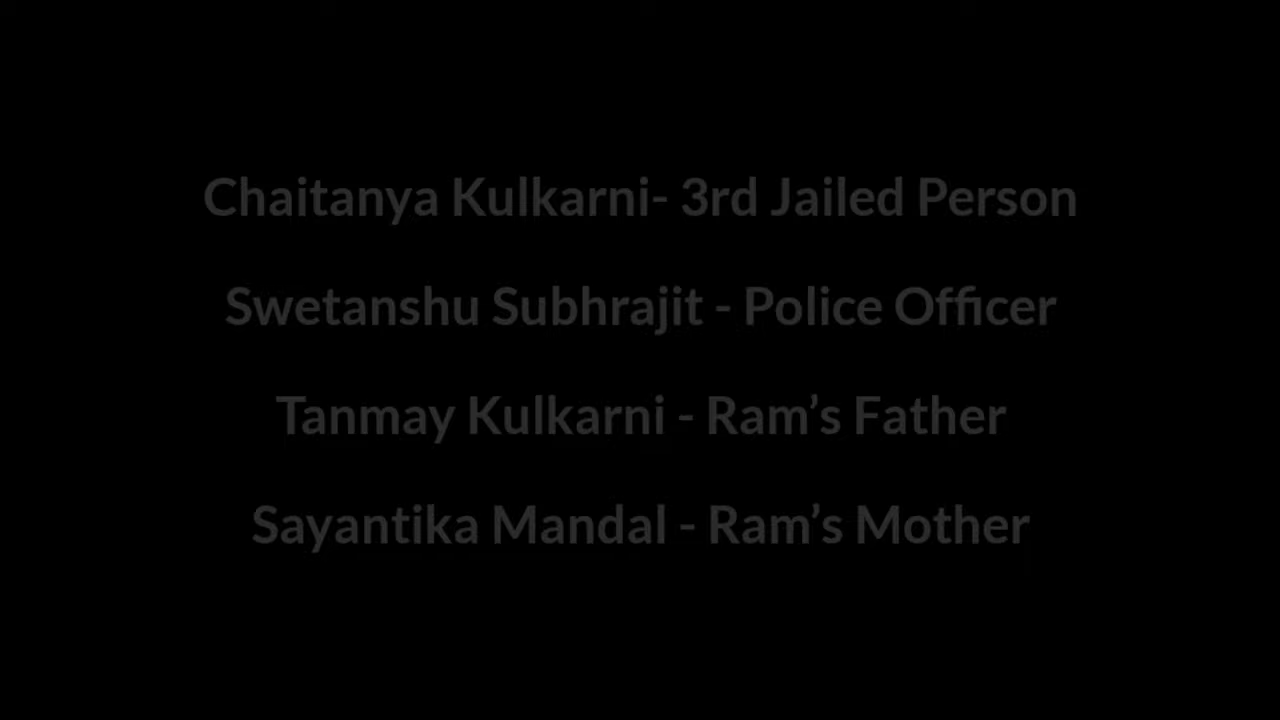 Chaitanya Kulkarni- 3rd Jailed Person
Swetanshu Subhrajit - Police Officer
Tanmay Kulkarni - Ram’s Father
Sayantika Mandal - Ram’s Mother